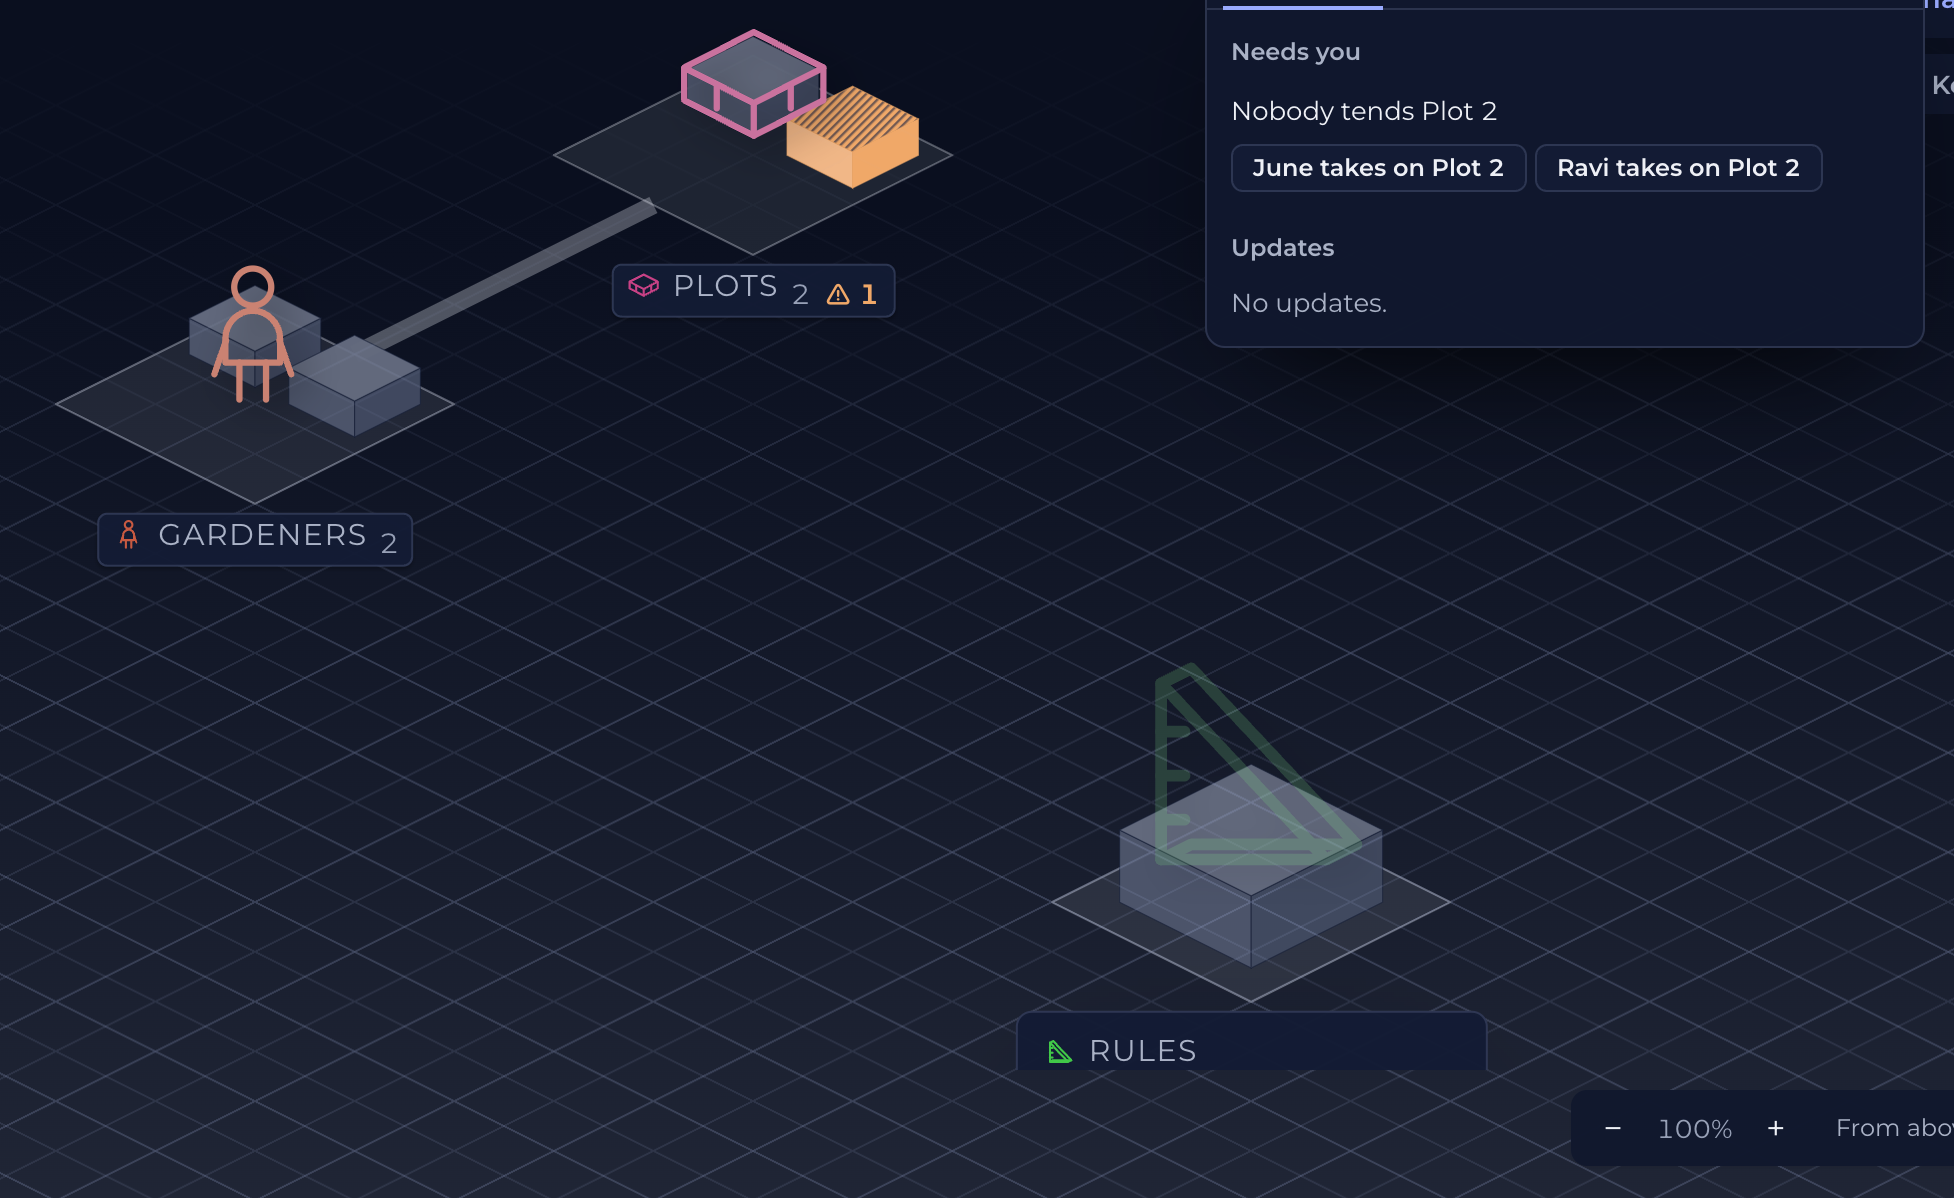 Needs you
Nobody tends Plot 2
June takes on Plot 2
Ravi takes on Plot 2
Updates
No updates.
PLOTS 2 1
GARDENERS 2
RULES
− 100% +
From